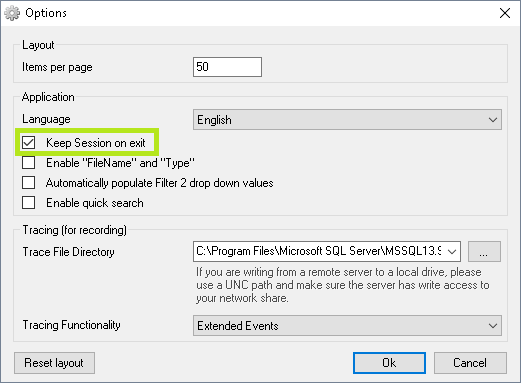 Options
Layout
Items per page 50
Application
Language English
Keep Session on exit
Enable "FileName" and "Type"
Automatically populate Filter 2 drop down values
Enable quick search
Tracing (for recording)
Trace File Directory C:\Program Files\Microsoft SQL Server\MSSQL13.S ...
If you are writing from a remote server to a local drive, please
use a UNC path and make sure the server has write access to
your network share.
Tracing Functionality Extended Events
Reset layout Ok Cancel